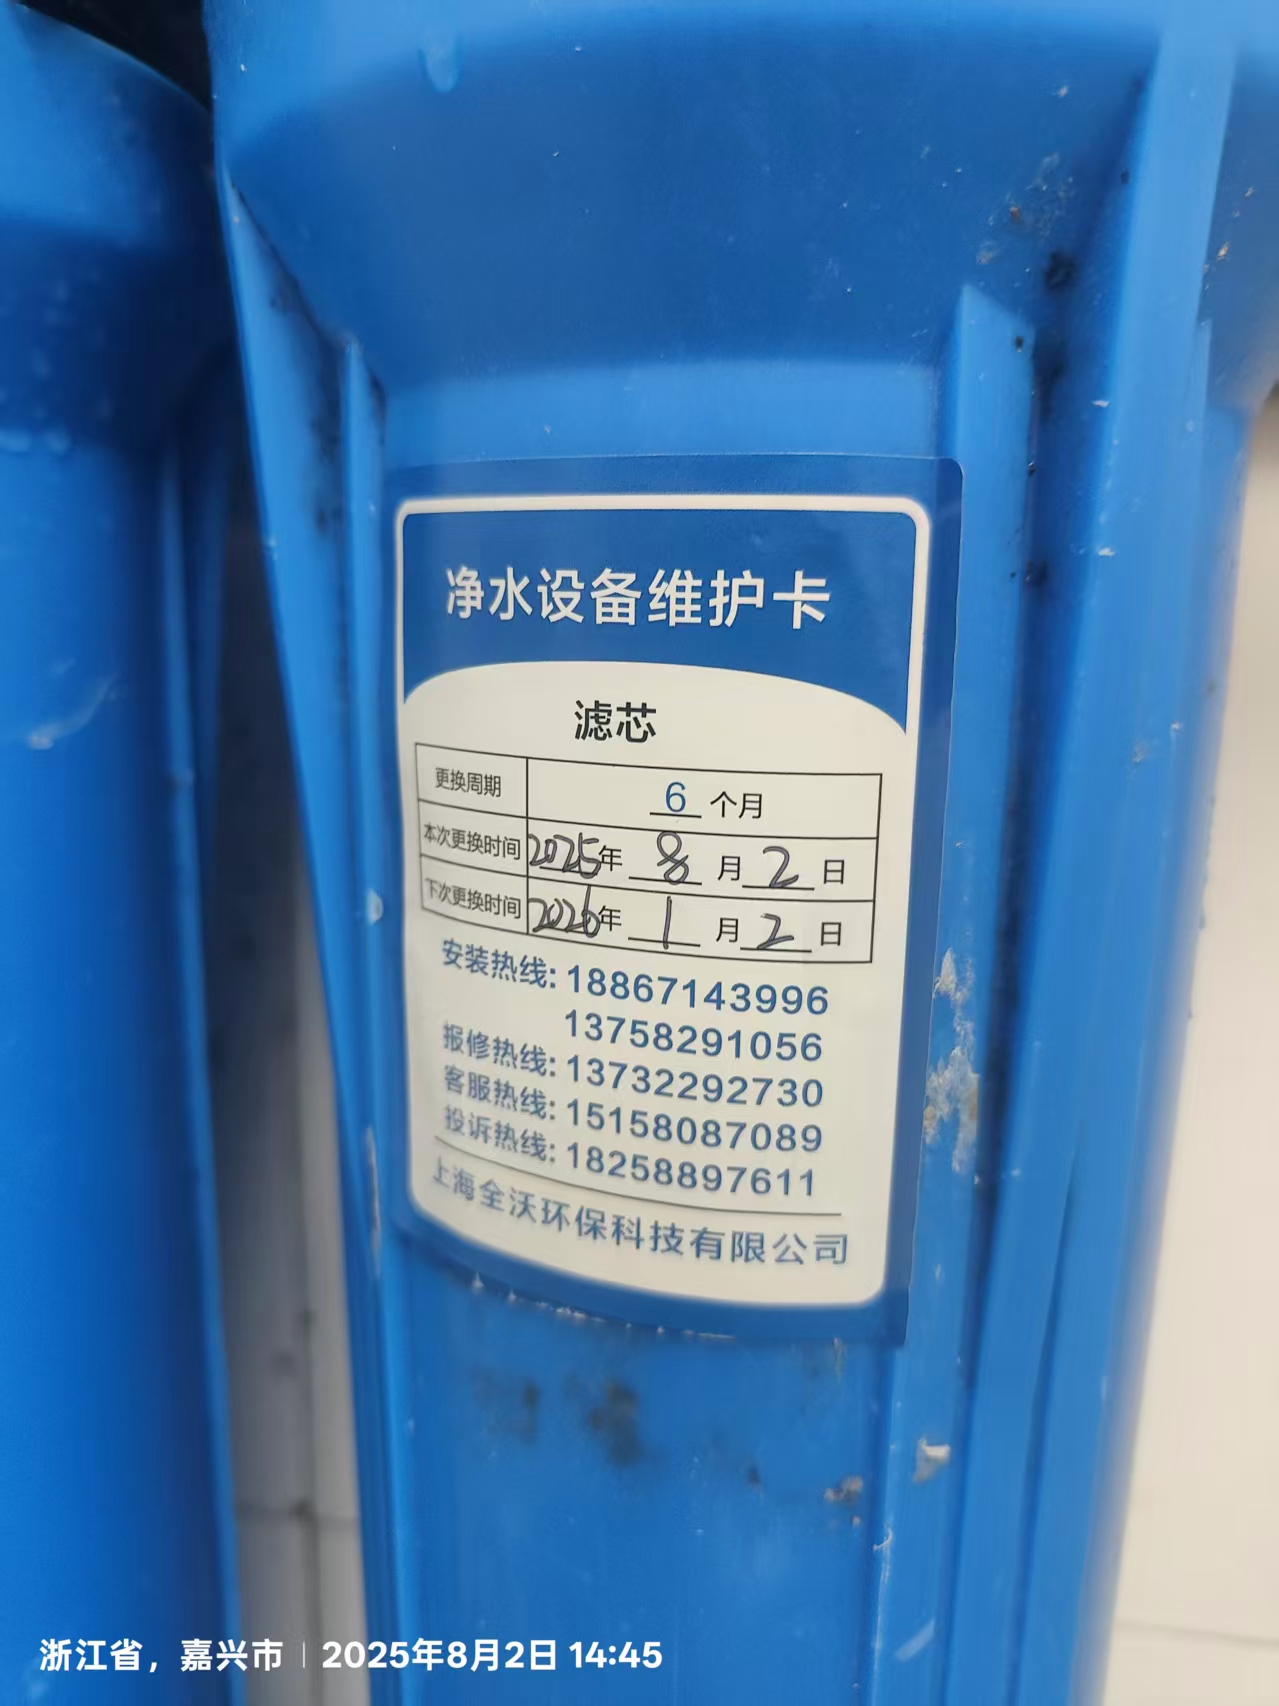 净水设备维护卡
滤芯
更换周期 6 个月
本次更换时间 2025年 8 月 2 日
下次更换时间 2026年 1 月 2 日
安装热线: 18867143996
13758291056
报修热线: 13732292730
客服热线: 15158087089
投诉热线: 18258897611
上海全沃环保科技有限公司
浙江省，嘉兴市 | 2025年8月2日 14:45